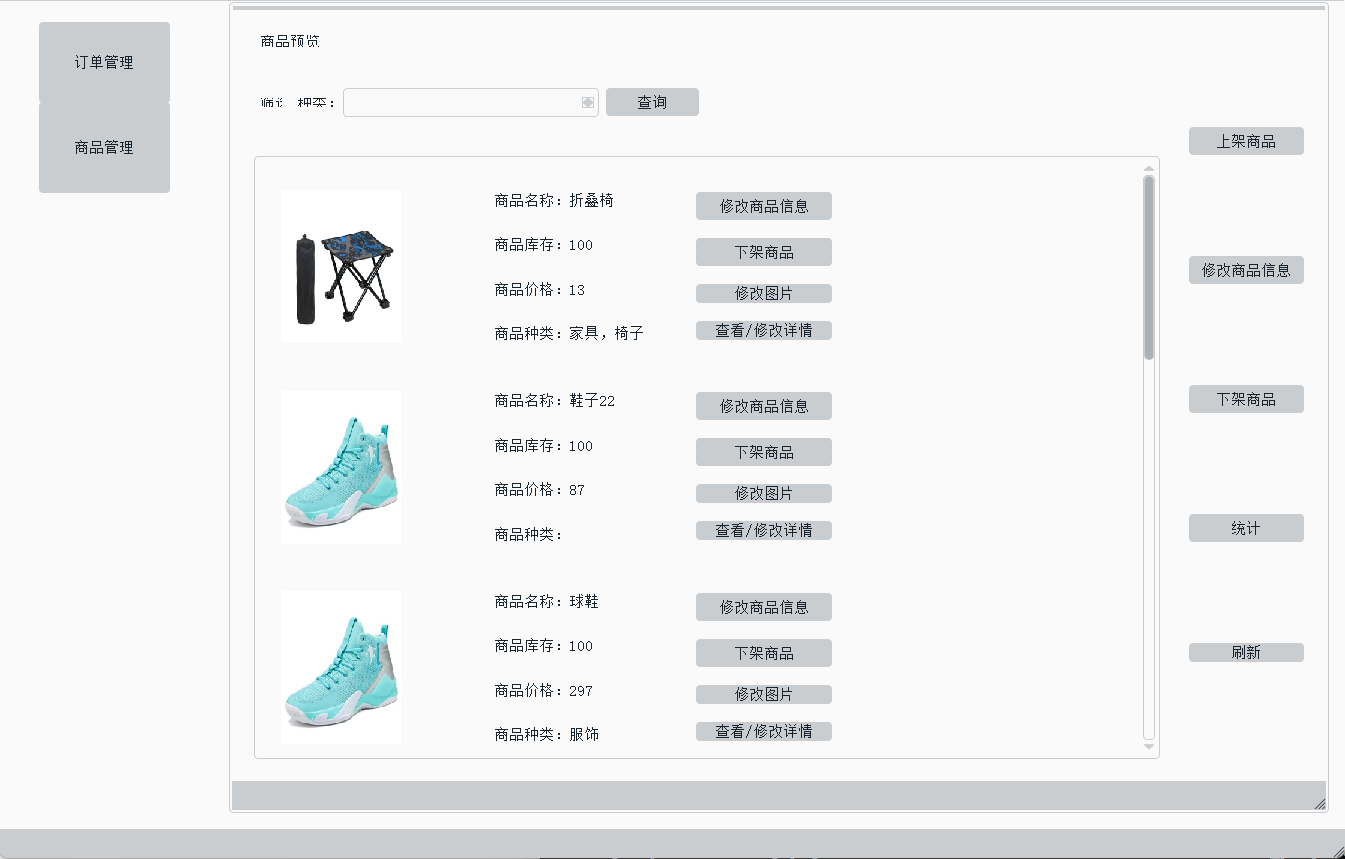 订单管理
商品管理
商品预览
种类：
查询
上架商品
修改商品信息
下架商品
统计
刷新
商品名称：折叠椅
商品库存：100
商品价格：13
商品种类：家具，椅子
修改商品信息
下架商品
修改图片
查看/修改详情
商品名称：鞋子22
商品库存：100
商品价格：87
商品种类：
修改商品信息
下架商品
修改图片
查看/修改详情
商品名称：球鞋
商品库存：100
商品价格：297
商品种类：服饰
修改商品信息
下架商品
修改图片
查看/修改详情